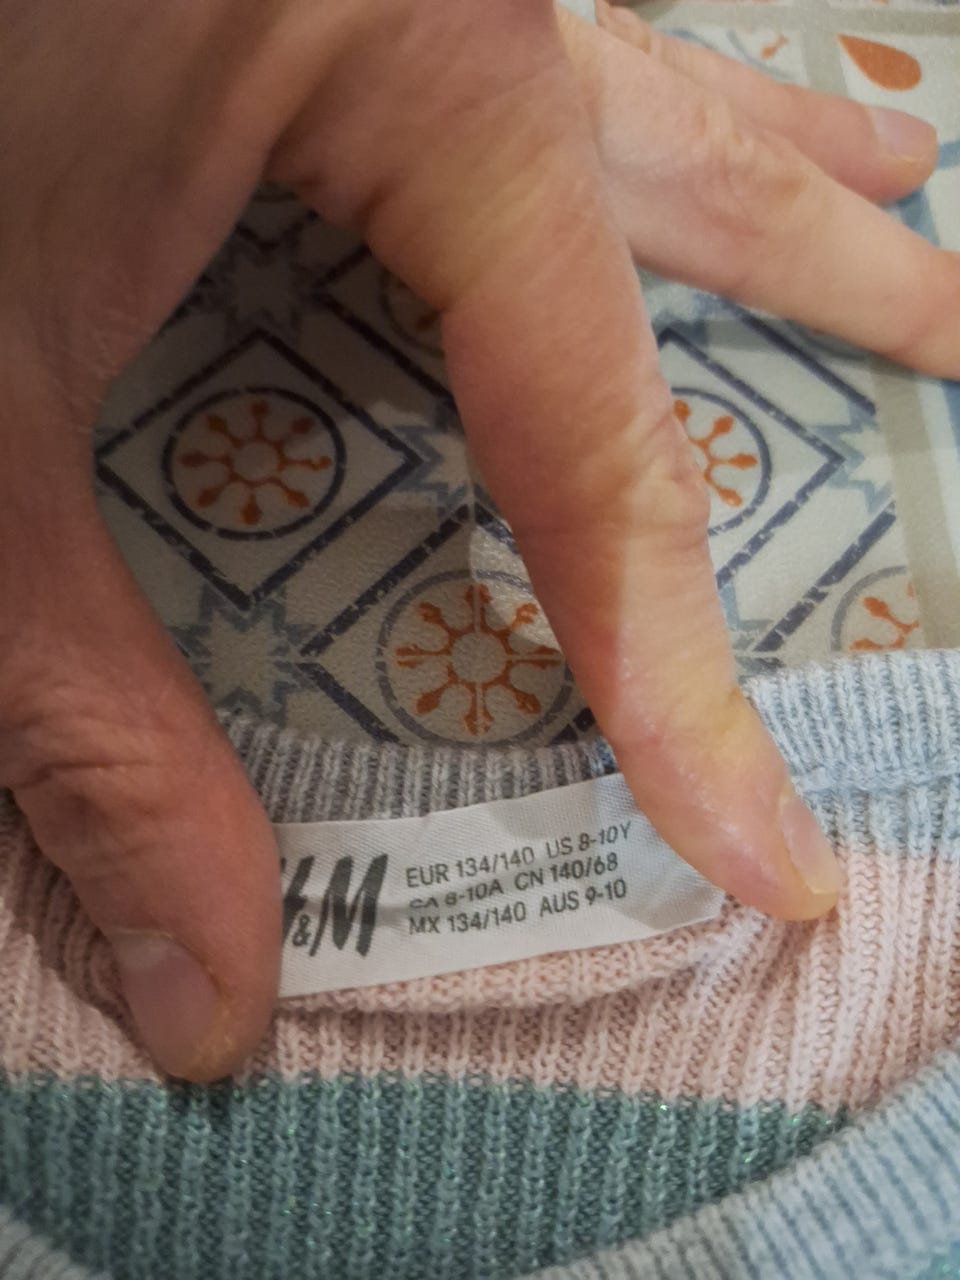 H&M
EUR 134/140 US 8-10Y
CA 8-10A CN 140/68
MX 134/140 AUS 9-10